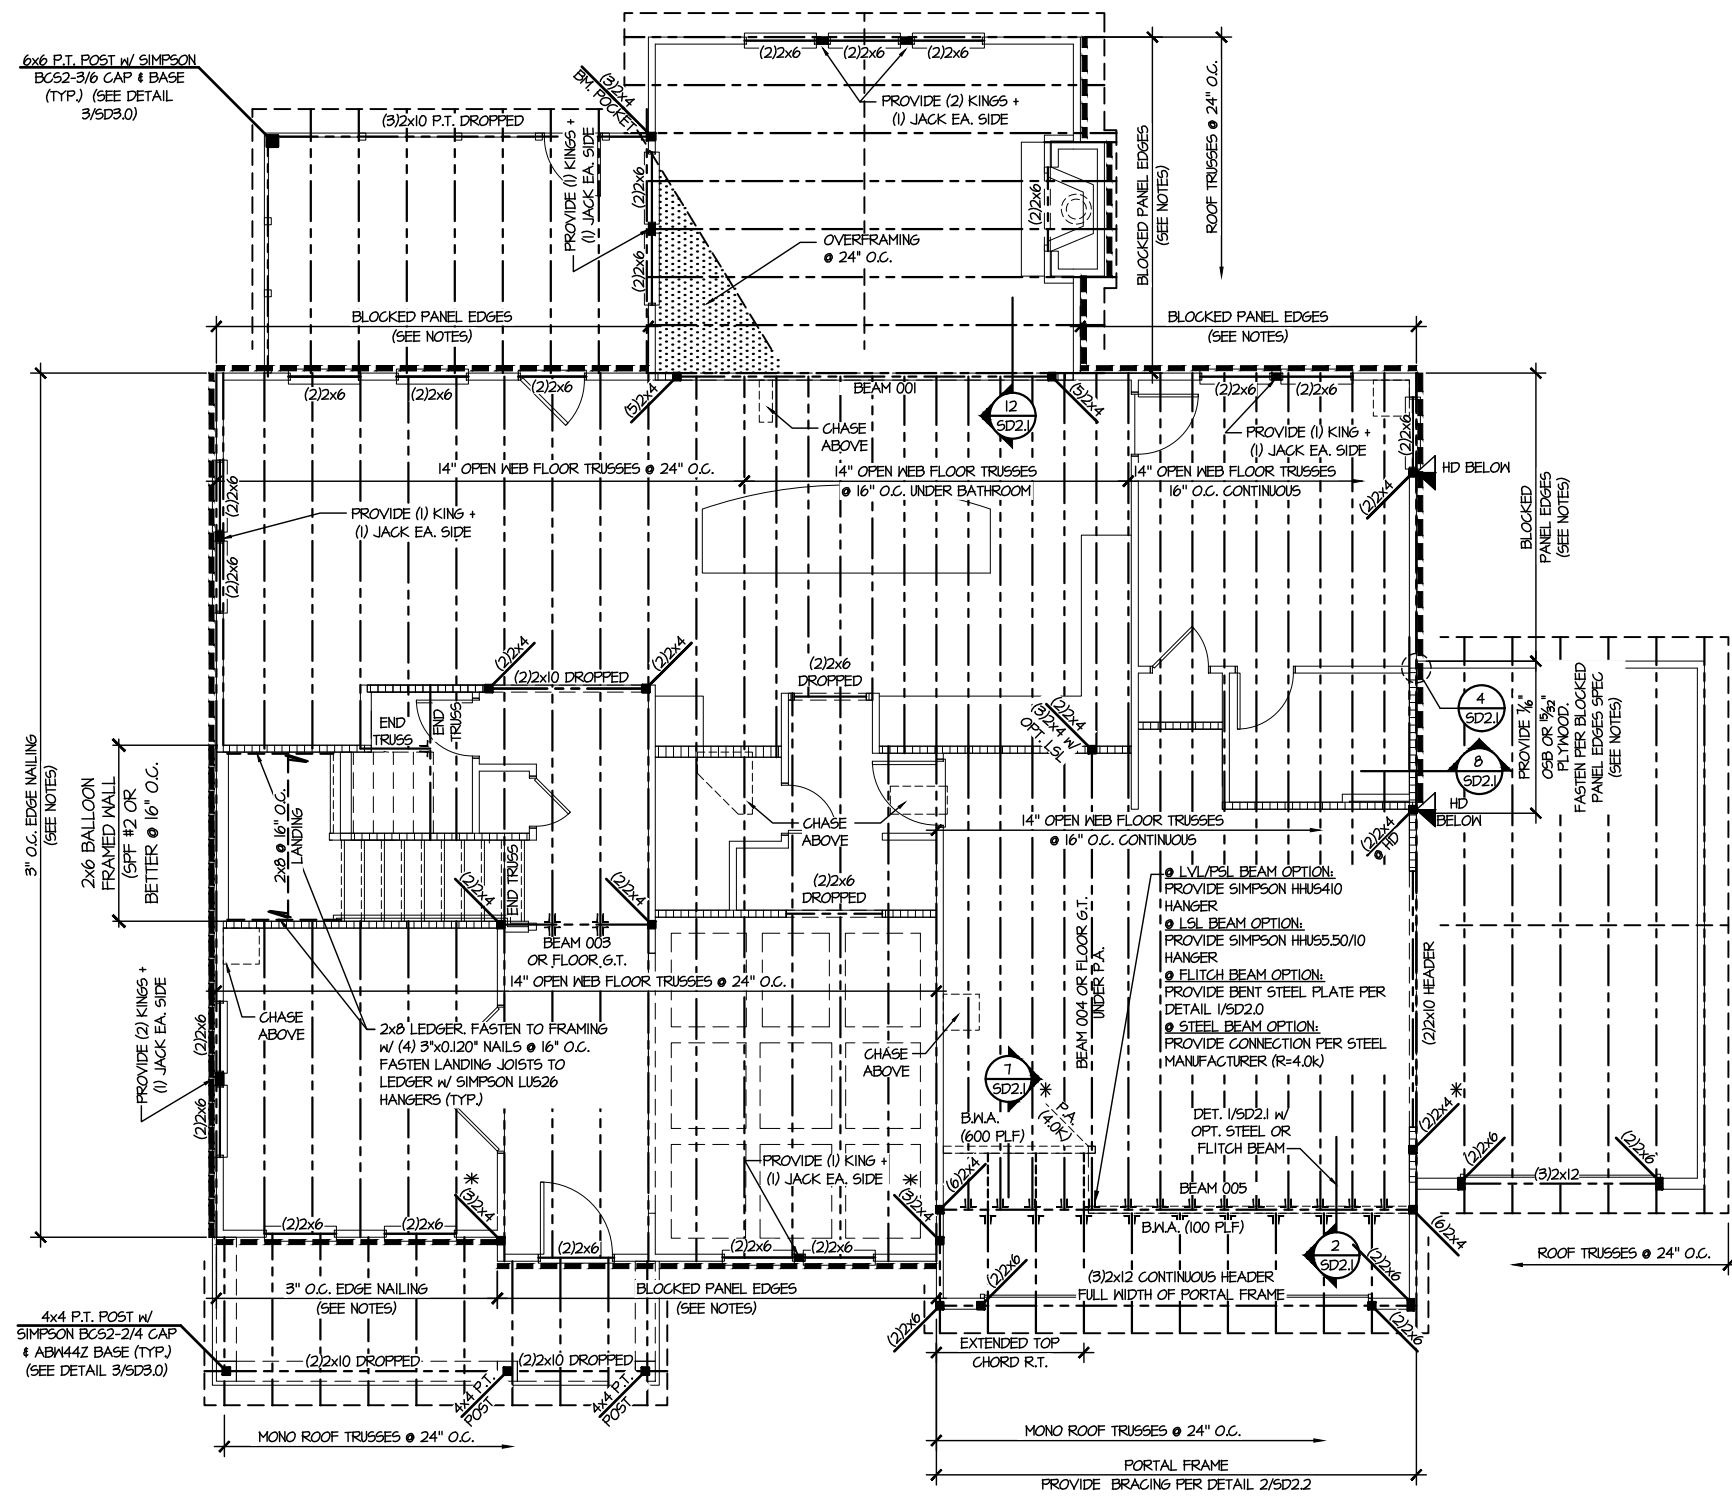 6x6 P.T. POST W/ SIMPSON
BCS2-3/6 CAP & BASE
(TYP.) (SEE DETAIL
3/SD3.0)
(3)2x10 P.T. DROPPED
(3)2x4
BM. POCKET
PROVIDE (1) KINGS +
(1) JACK EA. SIDE
(2)2x6
(2)2x6
(2)2x6
(2)2x6
(2)2x6
PROVIDE (2) KINGS +
(1) JACK EA. SIDE
(2)2x6
OVERFRAMING
@ 24" O.C.
BLOCKED PANEL EDGES
(SEE NOTES)
ROOF TRUSSES @ 24" O.C.
BLOCKED PANEL EDGES
(SEE NOTES)
BLOCKED PANEL EDGES
(SEE NOTES)
(2)2x6
(2)2x6
(2)2x6
(5)2x4
BEAM 001
(5)2x4
12
SD2.1
CHASE
ABOVE
(2)2x6
(2)2x6
(2)2x6
PROVIDE (1) KING +
(1) JACK EA. SIDE
HD BELOW
(2)2x4
14" OPEN WEB FLOOR TRUSSES @ 24" O.C.
14" OPEN WEB FLOOR TRUSSES
@ 16" O.C. UNDER BATHROOM
14" OPEN WEB FLOOR TRUSSES
16" O.C. CONTINUOUS
(2)2x6
(2)2x6
PROVIDE (1) KING +
(1) JACK EA. SIDE
BLOCKED
PANEL EDGES
(SEE NOTES)
3" O.C. EDGE NAILING
(SEE NOTES)
(2)2x4
(2)2x10 DROPPED
(2)2x4
(2)2x6
DROPPED
END
TRUSS
END
TRUSS
(2)2x4
(3)2x4 W/
OPT. LSL
4
SD2.1
8
SD2.1
PROVIDE 7/16"
OSB OR 15/32"
PLYWOOD.
FASTEN PER BLOCKED
PANEL EDGES SPEC
(SEE NOTES)
2x6 BALLOON
FRAMED WALL
(SPF #2 OR
BETTER @ 16" O.C.
2x8 @ 16" O.C.
LANDING
CHASE
ABOVE
HD
BELOW
(2)2x4
@ HD
14" OPEN WEB FLOOR TRUSSES
@ 16" O.C. CONTINUOUS
END TRUSS
(2)2x4
(2)2x4
(2)2x6
DROPPED
BEAM 003
OR FLOOR G.T.
14" OPEN WEB FLOOR TRUSSES @ 24" O.C.
@ LVL/PSL BEAM OPTION:
PROVIDE SIMPSON HHUS410
HANGER
@ LSL BEAM OPTION:
PROVIDE SIMPSON HHUS5.50/10
HANGER
@ FLITCH BEAM OPTION:
PROVIDE BENT STEEL PLATE PER
DETAIL 1/SD2.0
@ STEEL BEAM OPTION:
PROVIDE CONNECTION PER STEEL
MANUFACTURER (R=4.0k)
BEAM 004 OR FLOOR G.T.
UNDER P.A.
(2)2x10 HEADER
PROVIDE (2) KINGS +
(1) JACK EA. SIDE
(2)2x6
(2)2x6
CHASE
ABOVE
2x8 LEDGER. FASTEN TO FRAMING
W/ (4) 3"x0.120" NAILS @ 16" O.C.
FASTEN LANDING JOISTS TO
LEDGER W/ SIMPSON LUS26
HANGERS (TYP.)
CHASE
ABOVE
7
SD2.1
*
P.A.
(4.0K)
B.W.A.
(600 PLF)
DET. 1/SD2.1 W/
OPT. STEEL OR
FLITCH BEAM
(2)2x4
*
(2)2x6
(2)2x6
(3)2x12
PROVIDE (1) KING +
(1) JACK EA. SIDE
*
(3)2x4
*
(3)2x4
(6)2x4
BEAM 005
B.W.A. (100 PLF)
(6)2x4
(2)2x6
(2)2x6
(2)2x6
(2)2x6
(2)2x6
2
SD2.1
(2)2x6
ROOF TRUSSES @ 24" O.C.
3" O.C. EDGE NAILING
(SEE NOTES)
BLOCKED PANEL EDGES
(SEE NOTES)
(2)2x6
(3)2x12 CONTINUOUS HEADER
FULL WIDTH OF PORTAL FRAME
(2)2x6
(2)2x6
4x4 P.T. POST W/
SIMPSON BCS2-2/4 CAP
& ABW44Z BASE (TYP.)
(SEE DETAIL 3/SD3.0)
(2)2x10 DROPPED
(2)2x10 DROPPED
4x4 P.T.
POST
4x4 P.T.
POST
EXTENDED TOP
CHORD R.T.
MONO ROOF TRUSSES @ 24" O.C.
MONO ROOF TRUSSES @ 24" O.C.
PORTAL FRAME
PROVIDE BRACING PER DETAIL 2/SD2.2